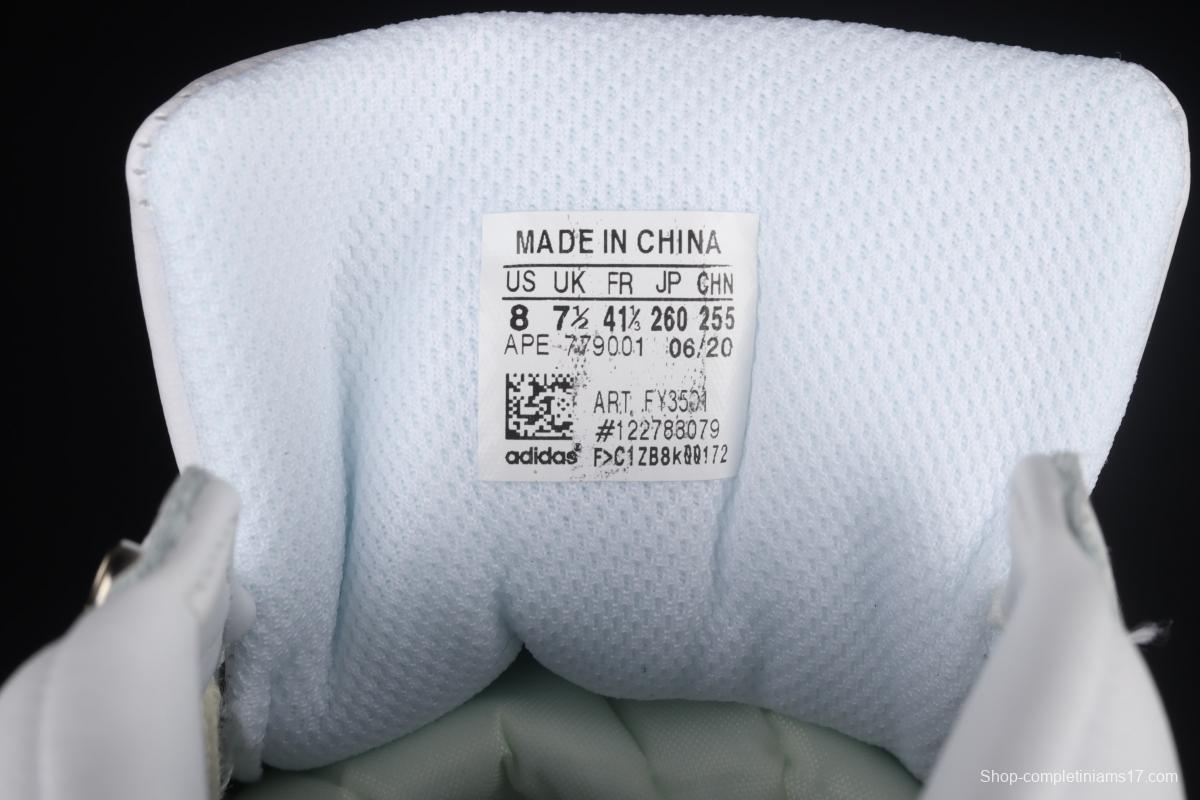 MADE IN CHINA
US UK FR JP CHN
8 7½ 41⅓ 260 255
APE 779001 06/20
ART. FY3501
#122788079
adidas F>C1ZB8k00172
Shop-completiniams17.com